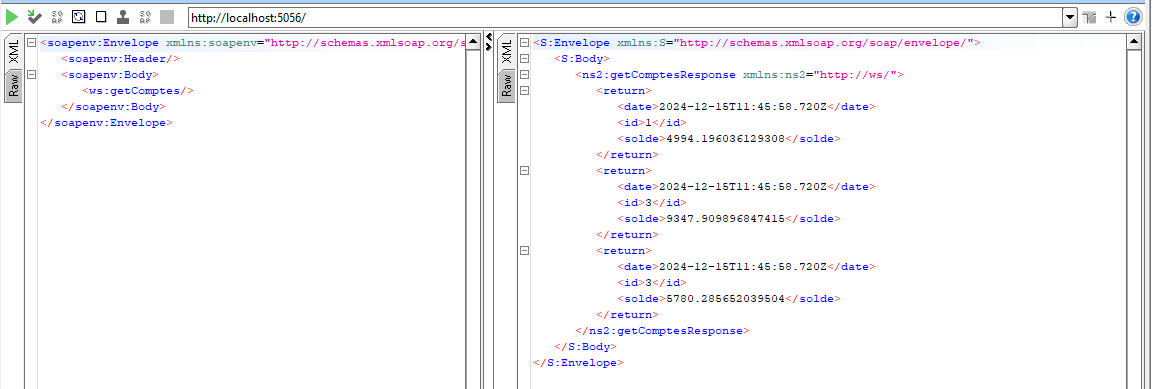 http://localhost:5056/
XML
Raw
<soapenv:Envelope xmlns:soapenv="http://schemas.xmlsoap.org/s
<soapenv:Header/>
<soapenv:Body>
<ws:getComptes/>
</soapenv:Body>
</soapenv:Envelope>
XML
Raw
<S:Envelope xmlns:S="http://schemas.xmlsoap.org/soap/envelope/">
<S:Body>
<ns2:getComptesResponse xmlns:ns2="http://ws/">
<return>
<date>2024-12-15T11:45:58.720Z</date>
<id>1</id>
<solde>4994.196036129308</solde>
</return>
<return>
<date>2024-12-15T11:45:58.720Z</date>
<id>3</id>
<solde>9347.909896847415</solde>
</return>
<return>
<date>2024-12-15T11:45:58.720Z</date>
<id>3</id>
<solde>5780.285652039504</solde>
</return>
</ns2:getComptesResponse>
</S:Body>
</S:Envelope>